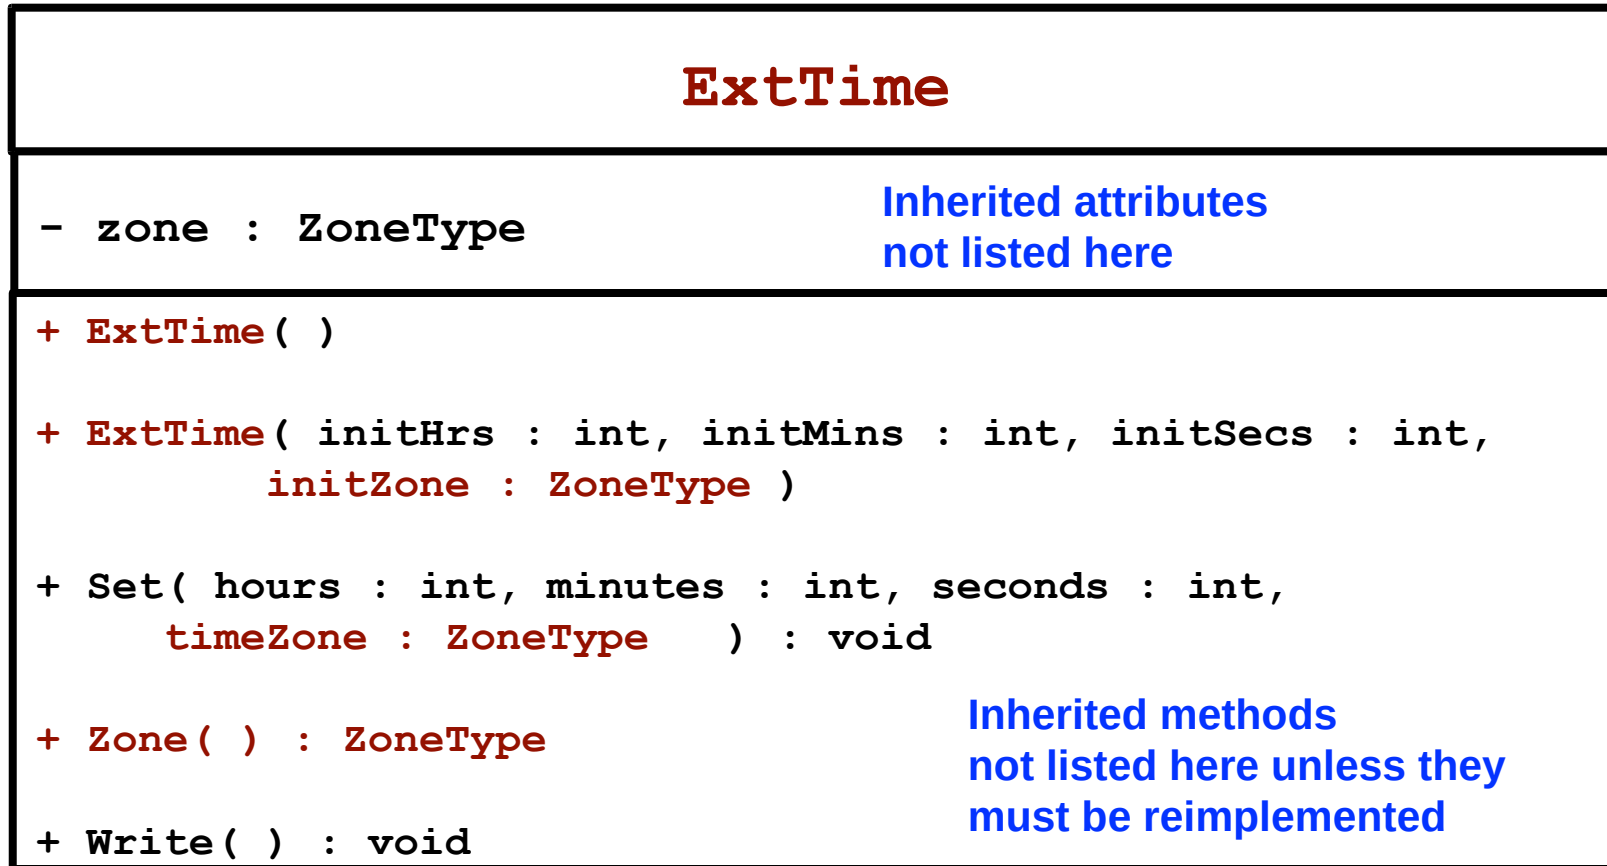 ExtTime
- zone : ZoneType
Inherited attributes
not listed here
+ ExtTime( )
+ ExtTime( initHrs : int, initMins : int, initSecs : int,
initZone : ZoneType )
+ Set( hours : int, minutes : int, seconds : int,
timeZone : ZoneType ) : void
+ Zone( ) : ZoneType
Inherited methods
not listed here unless they
must be reimplemented
+ Write( ) : void